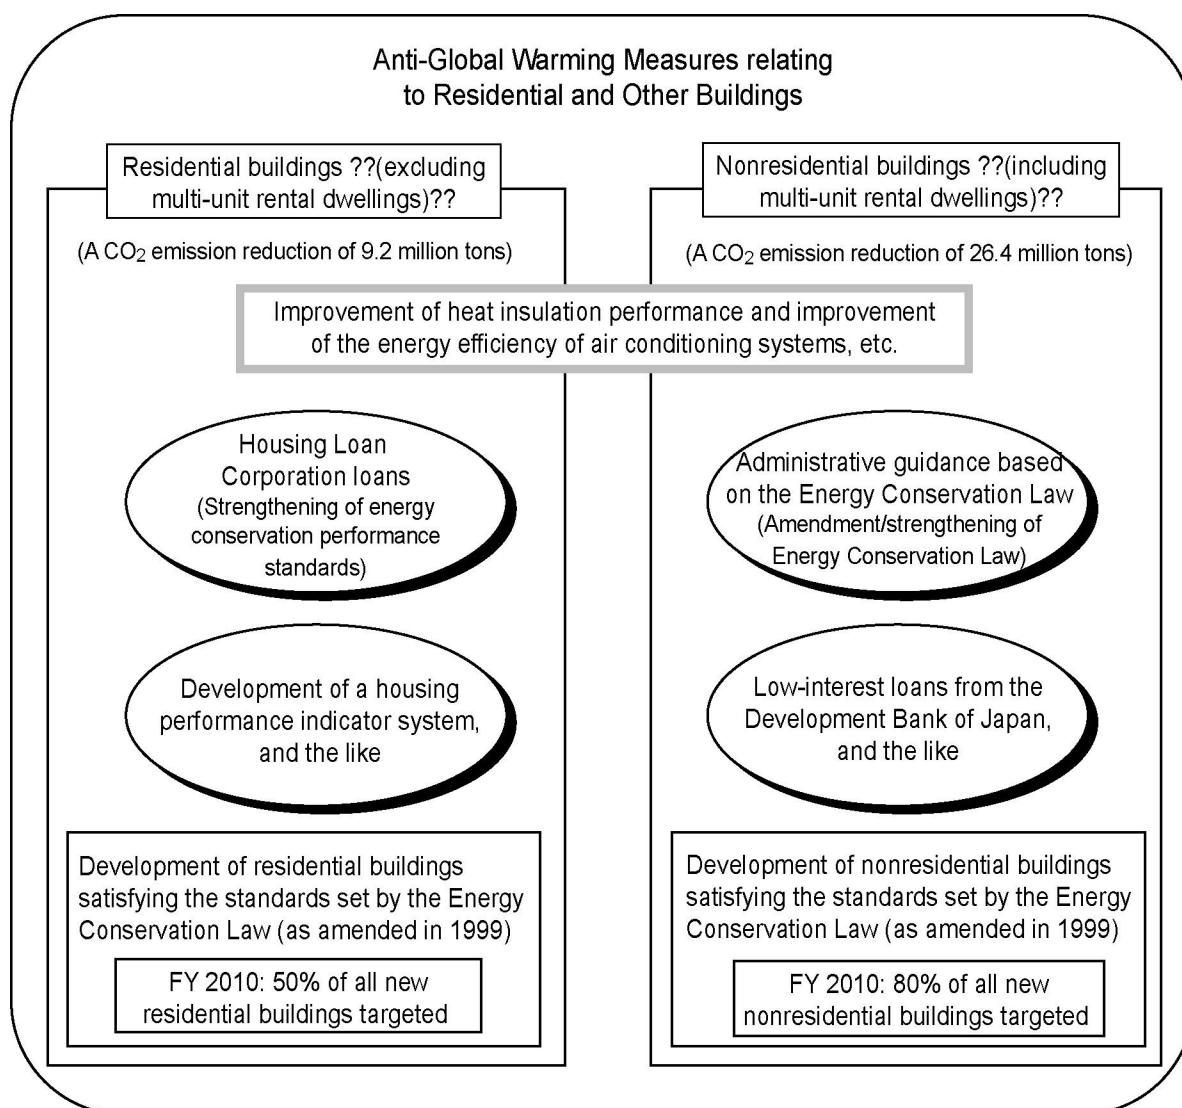 Anti-Global Warming Measures relating
to Residential and Other Buildings
Residential buildings ??(excluding
multi-unit rental dwellings)??
(A CO₂ emission reduction of 9.2 million tons)
Nonresidential buildings ??(including
multi-unit rental dwellings)??
(A CO₂ emission reduction of 26.4 million tons)
Improvement of heat insulation performance and improvement
of the energy efficiency of air conditioning systems, etc.
Housing Loan
Corporation loans
(Strengthening of energy
conservation performance
standards)
Administrative guidance based
on the Energy Conservation Law
(Amendment/strengthening of
Energy Conservation Law)
Development of a housing
performance indicator system,
and the like
Low-interest loans from the
Development Bank of Japan,
and the like
Development of residential buildings
satisfying the standards set by the Energy
Conservation Law (as amended in 1999)
FY 2010: 50% of all new
residential buildings targeted
Development of nonresidential buildings
satisfying the standards set by the Energy
Conservation Law (as amended in 1999)
FY 2010: 80% of all new
nonresidential buildings targeted